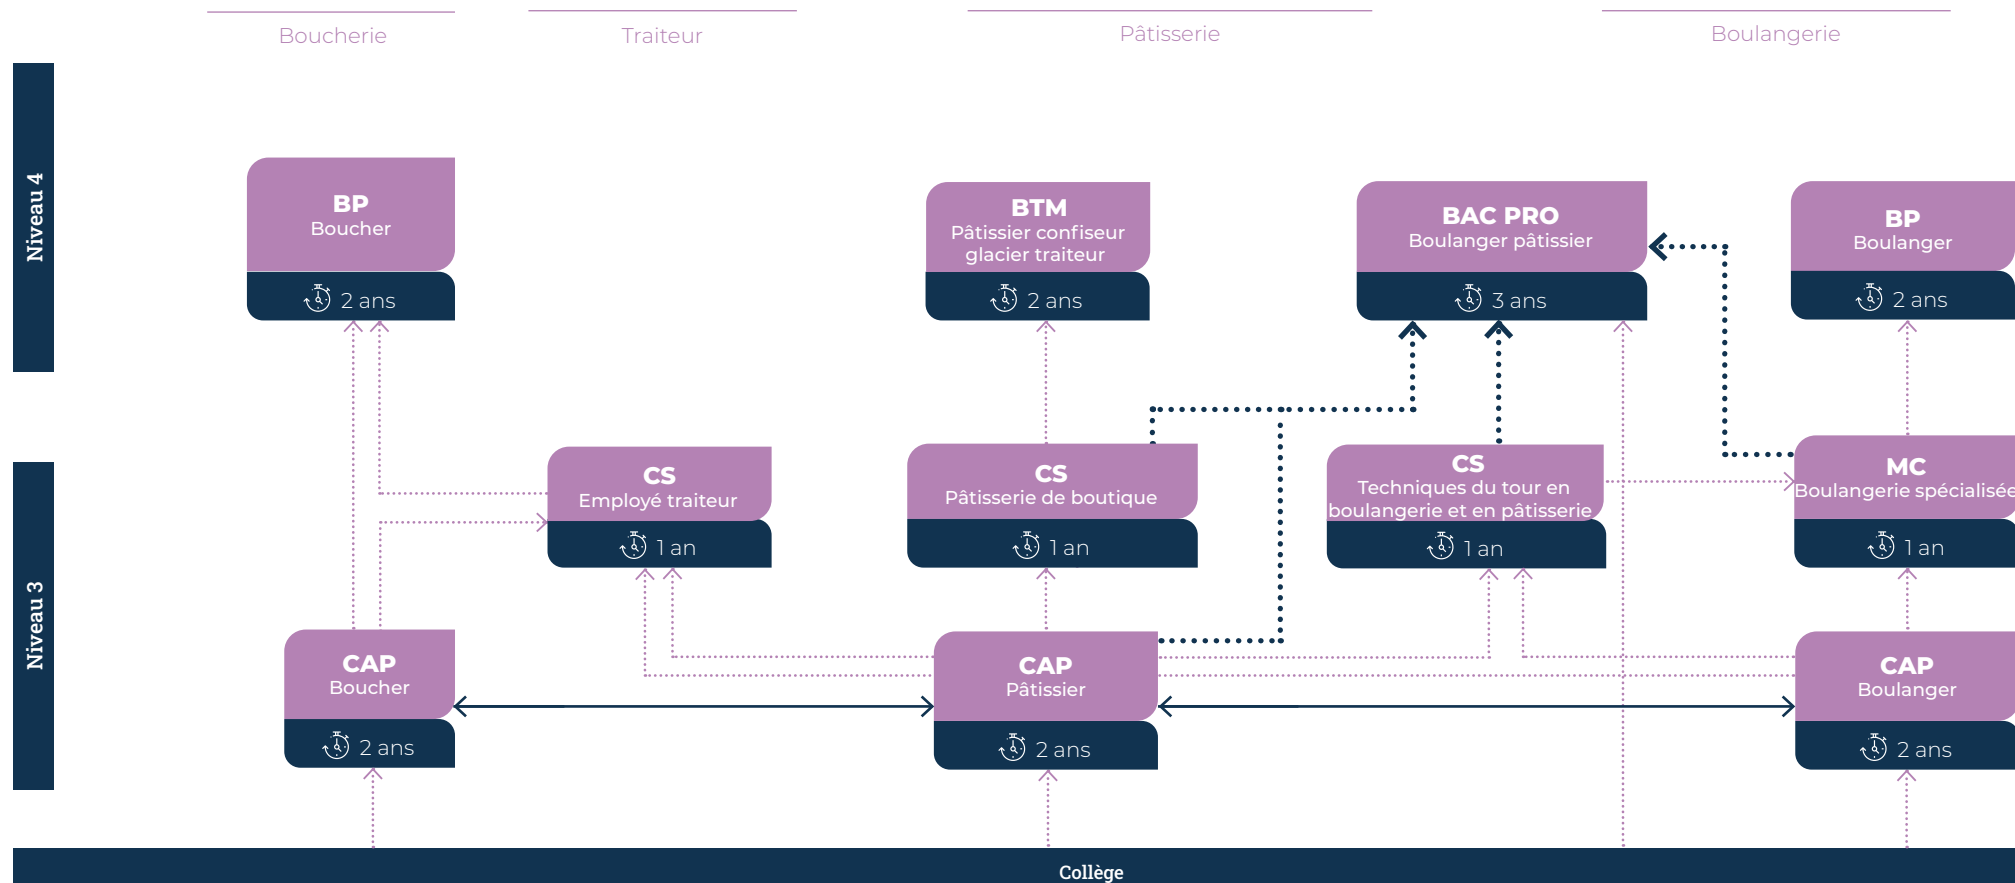 Boucherie
Traiteur
Pâtisserie
Boulangerie
Niveau 4
BP
Boucher
2 ans
BTM
Pâtissier confiseur
glacier traiteur
2 ans
BAC PRO
Boulanger pâtissier
3 ans
BP
Boulanger
2 ans
Niveau 3
CS
Employé traiteur
1 an
CS
Pâtisserie de boutique
1 an
CS
Techniques du tour en
boulangerie et en pâtisserie
1 an
MC
Boulangerie spécialisée
1 an
CAP
Boucher
2 ans
CAP
Pâtissier
2 ans
CAP
Boulanger
2 ans
Collège